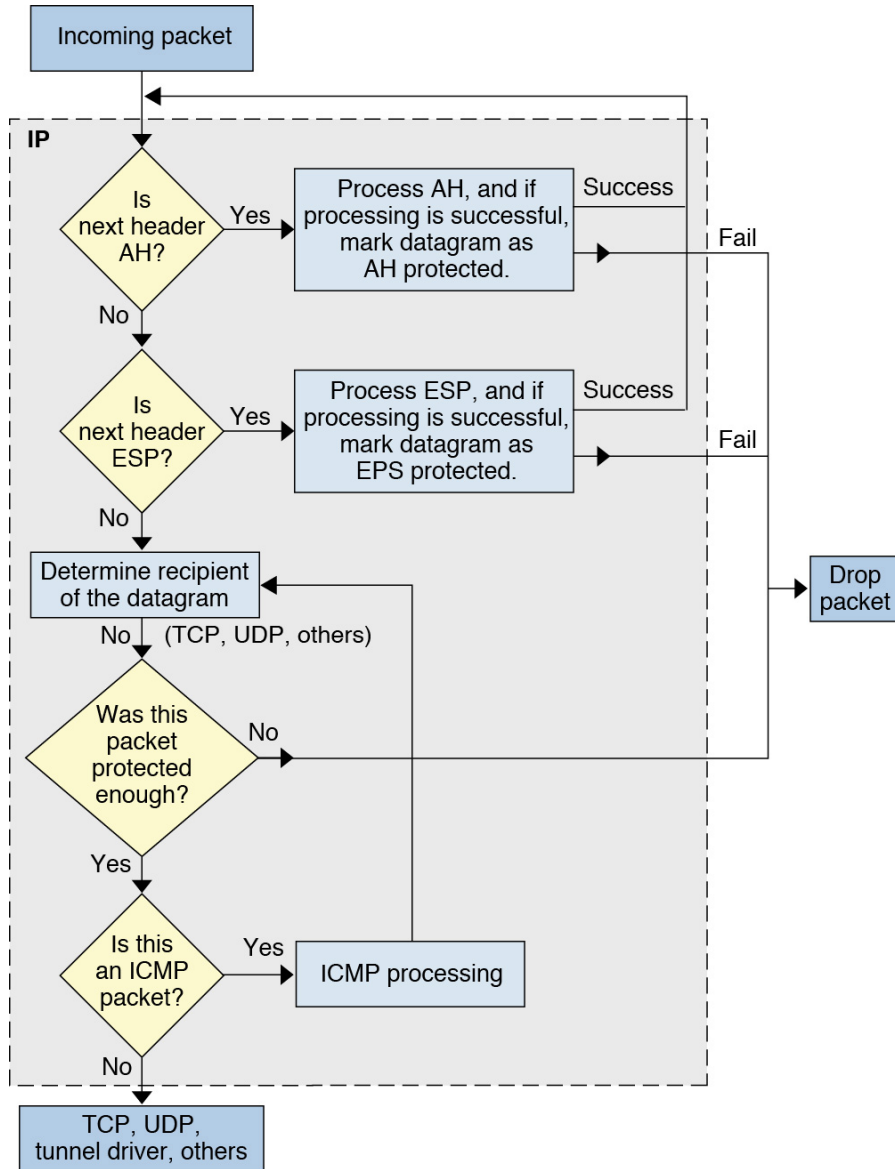 Incoming packet
IP
Is
next header
AH?
Yes
Process AH, and if
processing is successful,
mark datagram as
AH protected.
Success
Fail
No
Is
next header
ESP?
Yes
Process ESP, and if
processing is successful,
mark datagram as
EPS protected.
Success
Fail
No
Determine recipient
of the datagram
Drop
packet
No (TCP, UDP, others)
Was this
packet
protected
enough?
No
Yes
Is this
an ICMP
packet?
Yes
ICMP processing
No
TCP, UDP,
tunnel driver, others